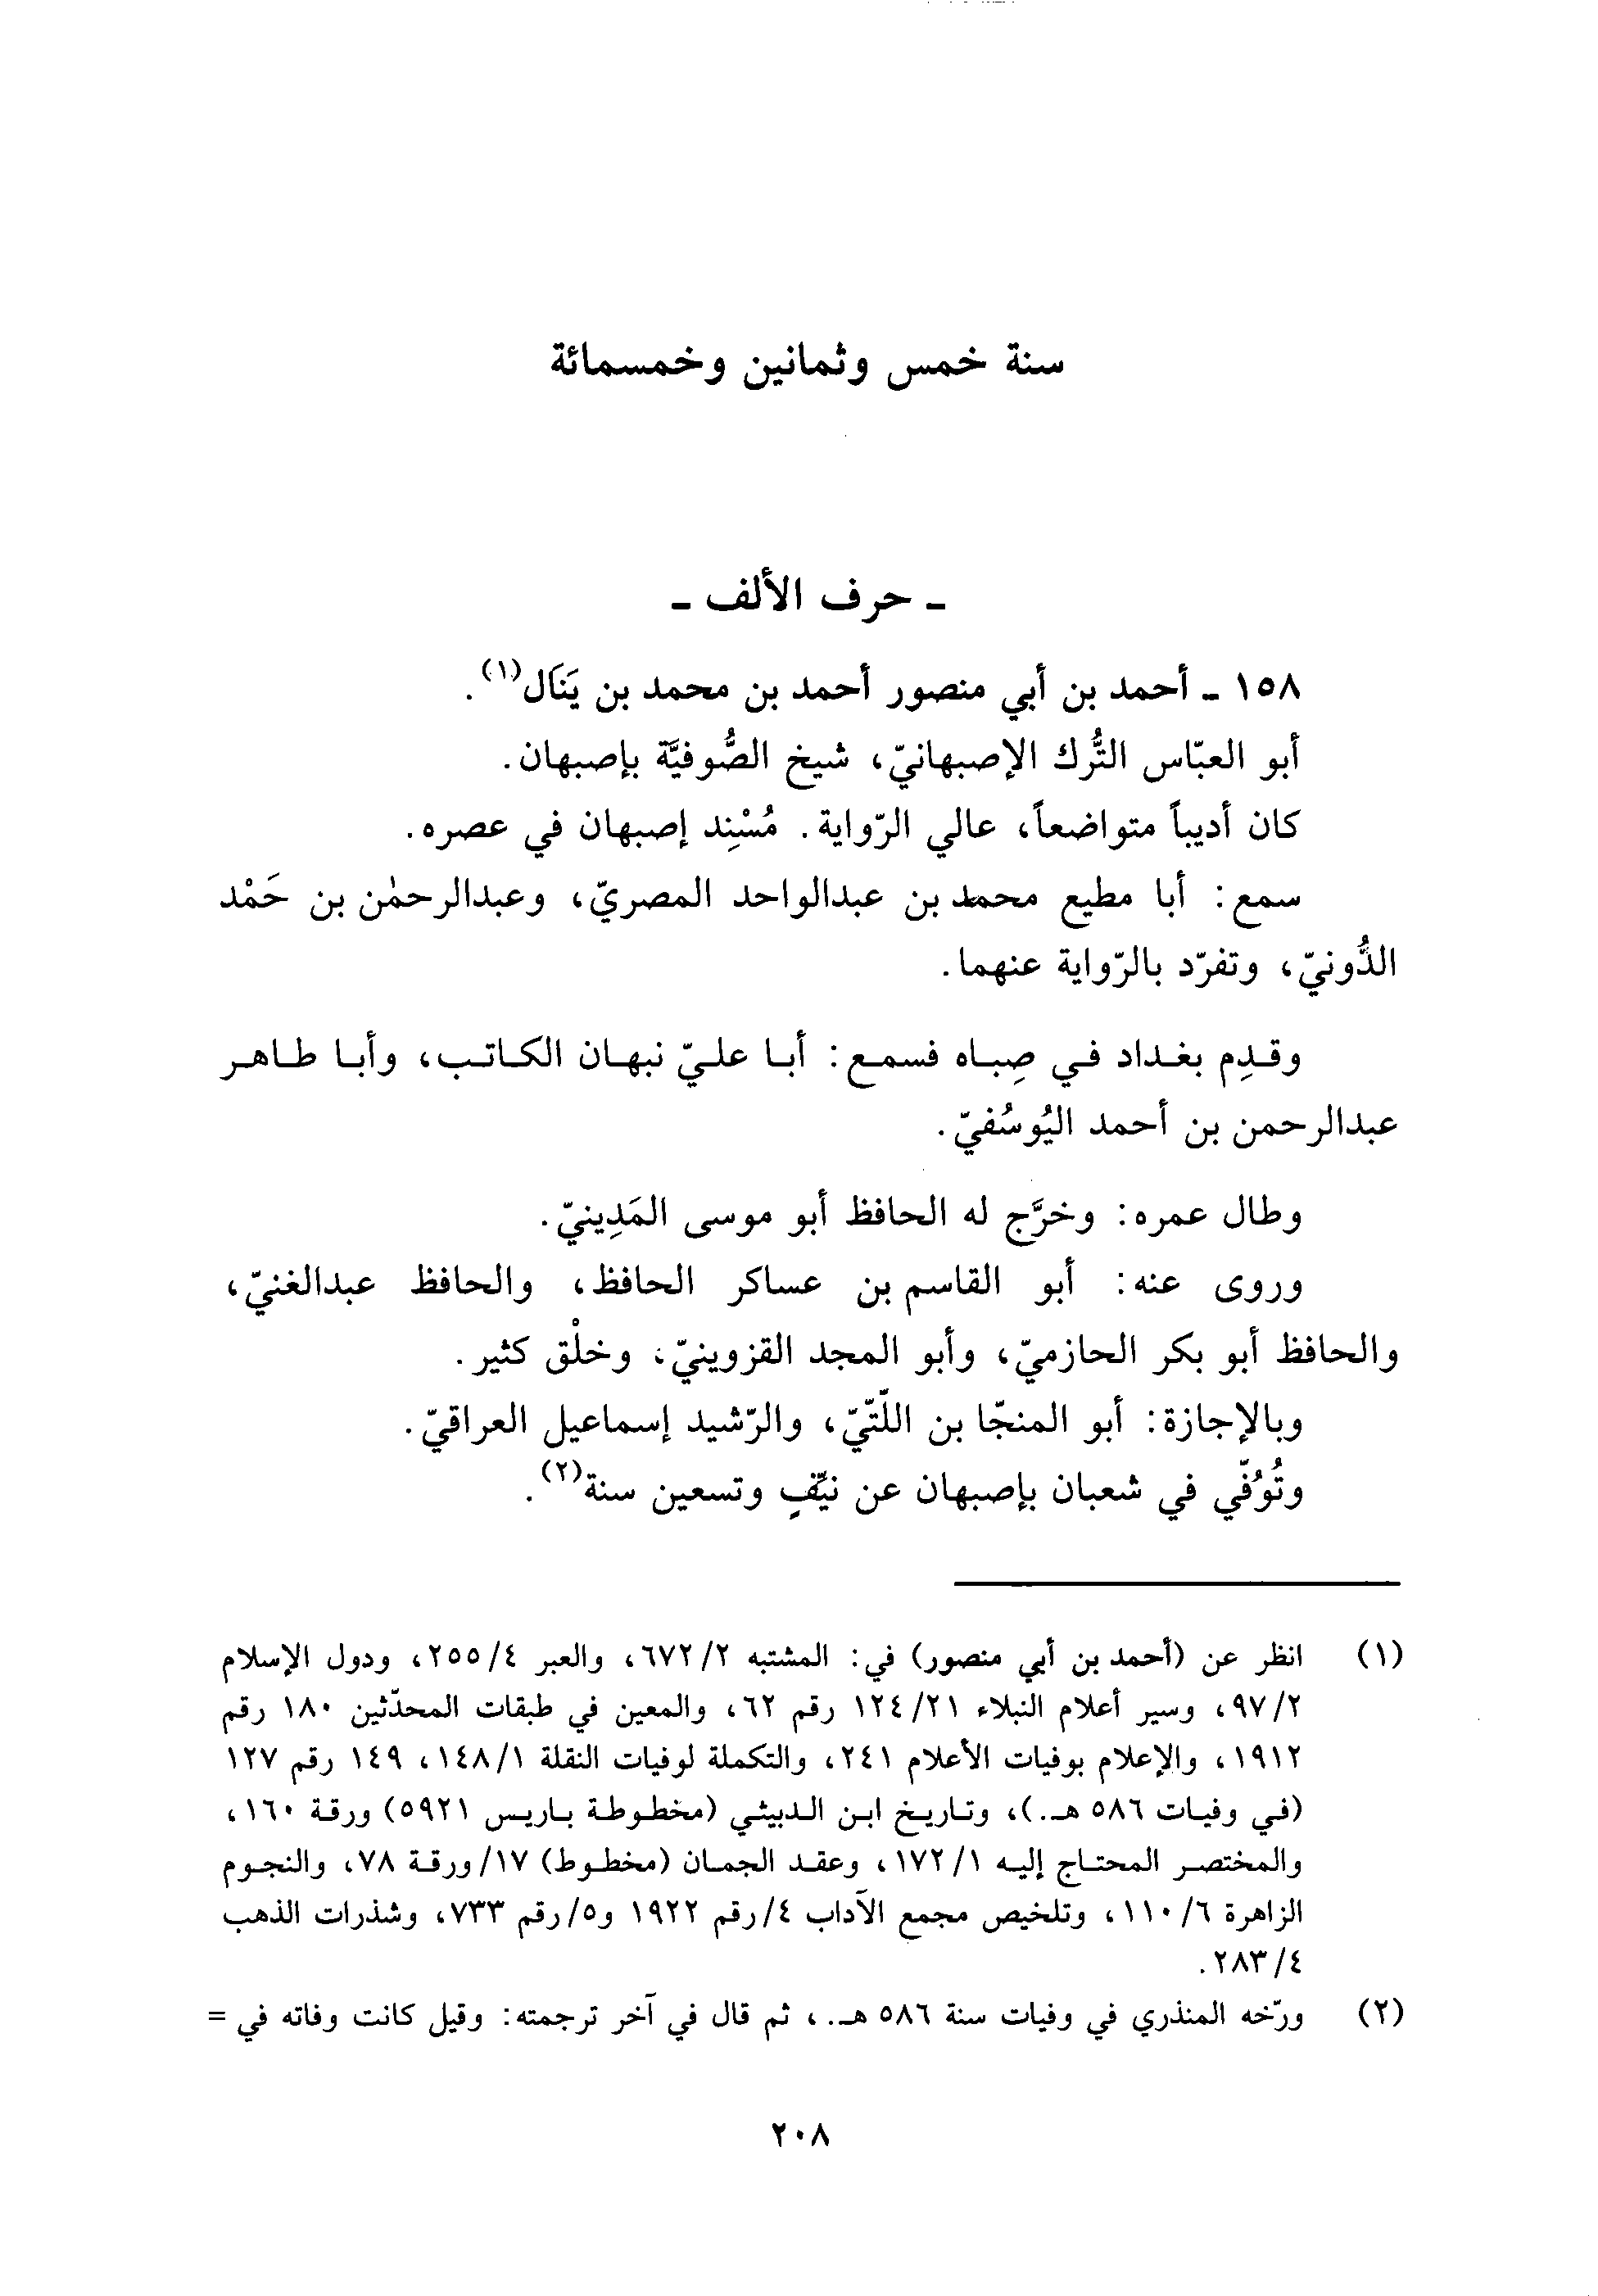 سنة خمس وثمانين وخمسمائة
ـ حرف الألف ـ
١٥٨ ـ أحمد بن أبي منصور أحمد بن محمد بن يَنَال(١).
أبو العبّاس التُّرك الإصبهانيّ، شيخ الصُّوفيَّة بإصبهان.
كان أديباً متواضعاً، عالي الرّواية. مُسْنِد إصبهان في عصره.
سمع: أبا مطيع محمد بن عبدالواحد المصريّ، وعبدالرحمٰن بن حَمْد
الدُّونيّ، وتفرّد بالرّواية عنهما.
وقدِم بغداد في صِباه فسمع: أبا عليّ نبهان الكاتب، وأبا طاهر
عبدالرحمن بن أحمد اليُوسُفيّ.
وطال عمره: وخرَّج له الحافظ أبو موسى المَدِينيّ.
وروى عنه: أبو القاسم بن عساكر الحافظ، والحافظ عبدالغنيّ،
والحافظ أبو بكر الحازميّ، وأبو المجد القزوينيّ، وخلْق كثير.
وبالإجازة: أبو المنجّا بن اللّتّيّ، والرّشيد إسماعيل العراقيّ.
وتُوُفّي في شعبان بإصبهان عن نيّفٍ وتسعين سنة(٢).
(١) انظر عن (أحمد بن أبي منصور) في: المشتبه ٢/ ٦٧٢، والعبر ٤/ ٢٥٥، ودول الإسلام
٢/ ٩٧، وسير أعلام النبلاء ٢١/ ١٢٤ رقم ٦٢، والمعين في طبقات المحدّثين ١٨٠ رقم
١٩١٢، والإعلام بوفيات الأعلام ٢٤١، والتكملة لوفيات النقلة ١/ ١٤٨، ١٤٩ رقم ١٢٧
(في وفيات ٥٨٦ هـ.)، وتاريخ ابن الدبيثي (مخطوطة باريس ٥٩٢١) ورقة ١٦٠،
والمختصر المحتاج إليه ١/ ١٧٢، وعقد الجمان (مخطوط) ١٧/ ورقة ٧٨، والنجوم
الزاهرة ٦/ ١١٠، وتلخيص مجمع الآداب ٤/ رقم ١٩٢٢ و٥/ رقم ٧٣٣، وشذرات الذهب
٤/ ٢٨٣.
(٢) ورّخه المنذري في وفيات سنة ٥٨٦ هـ.، ثم قال في آخر ترجمته: وقيل كانت وفاته في =
٢٠٨